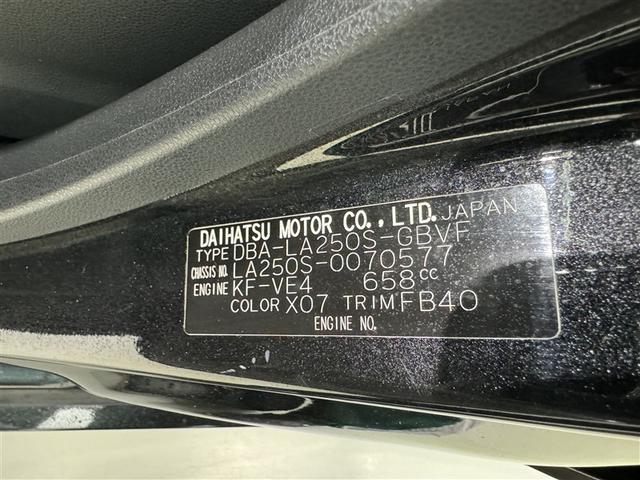 DAIHATSU MOTOR CO., LTD. JAPAN
TYPE DBA-LA250S-GBVF
CHASSIS NO. LA250S-0070577
ENGINE KF-VE4 658cc
COLOR X07 TRIM FB40
ENGINE NO.